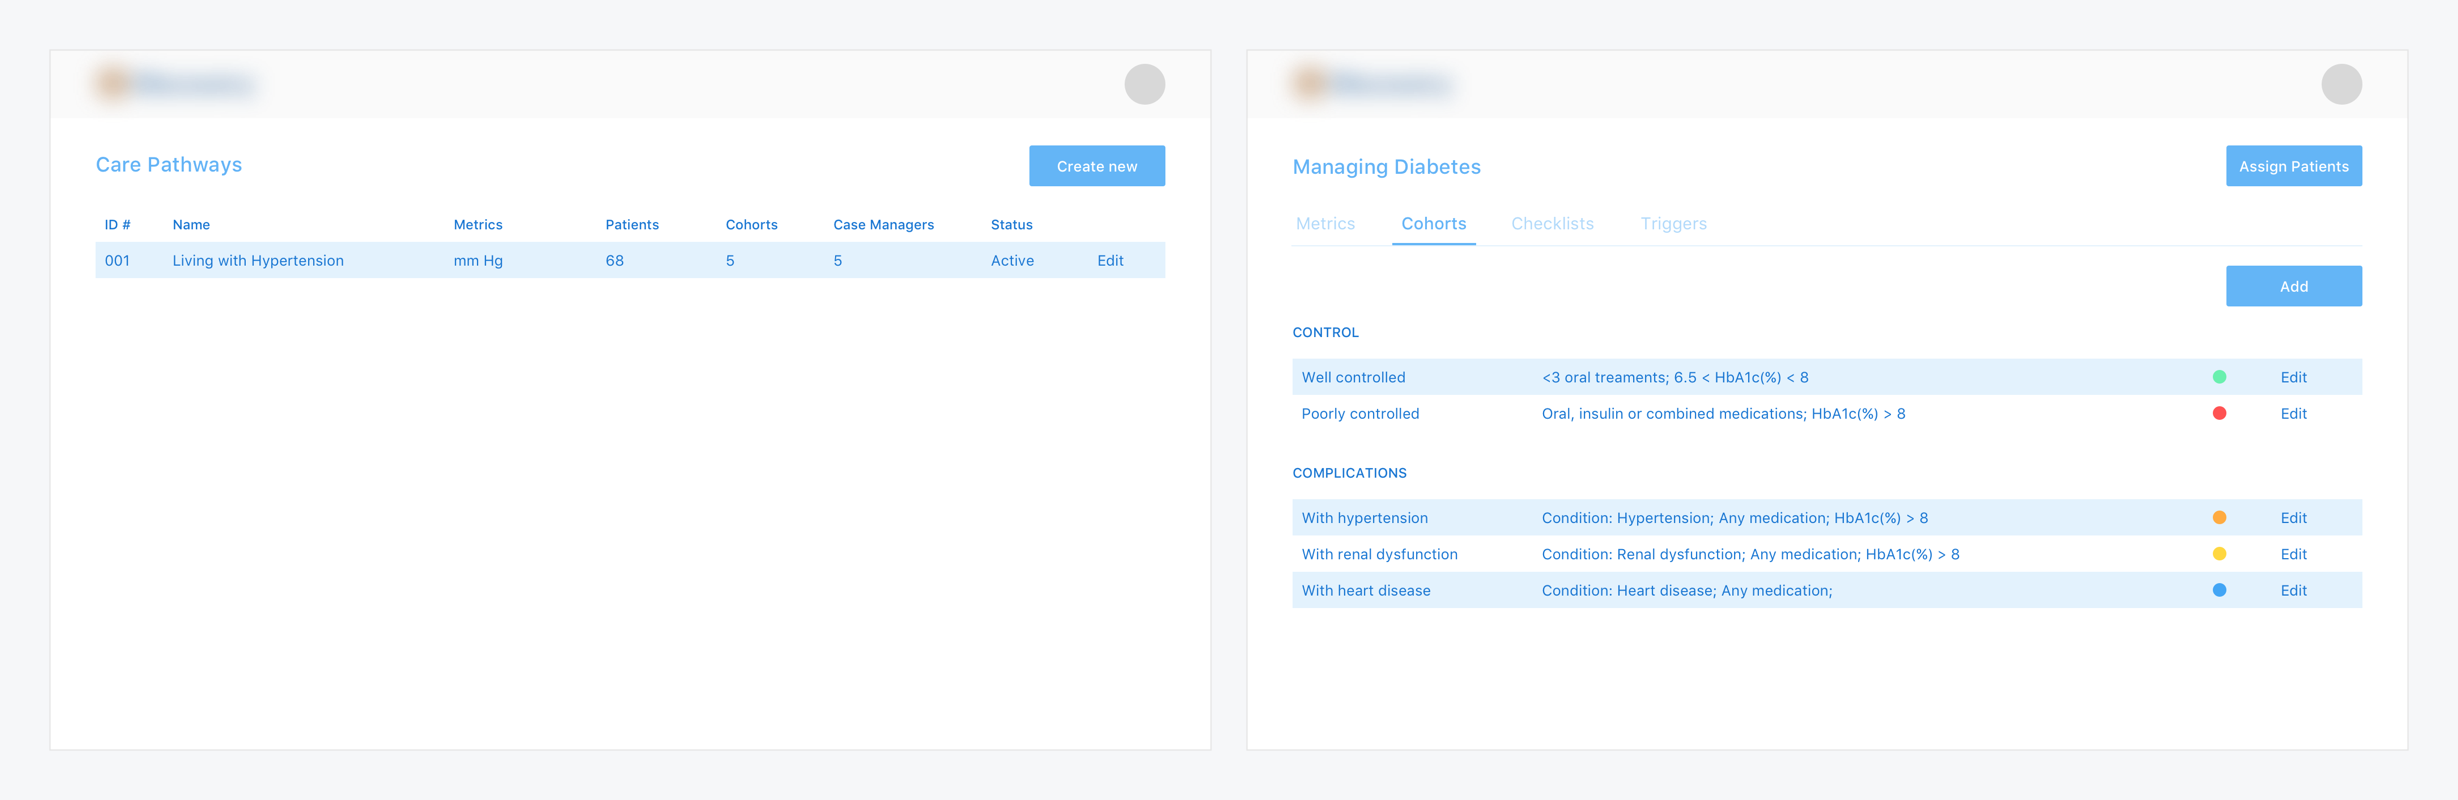 Care Pathways
Create new
ID # Name Metrics Patients Cohorts Case Managers Status
001 Living with Hypertension mm Hg 68 5 5 Active Edit
Managing Diabetes
Assign Patients
Metrics Cohorts Checklists Triggers
Add
CONTROL
Well controlled <3 oral treaments; 6.5 < HbA1c(%) < 8 Edit
Poorly controlled Oral, insulin or combined medications; HbA1c(%) > 8 Edit
COMPLICATIONS
With hypertension Condition: Hypertension; Any medication; HbA1c(%) > 8 Edit
With renal dysfunction Condition: Renal dysfunction; Any medication; HbA1c(%) > 8 Edit
With heart disease Condition: Heart disease; Any medication; Edit